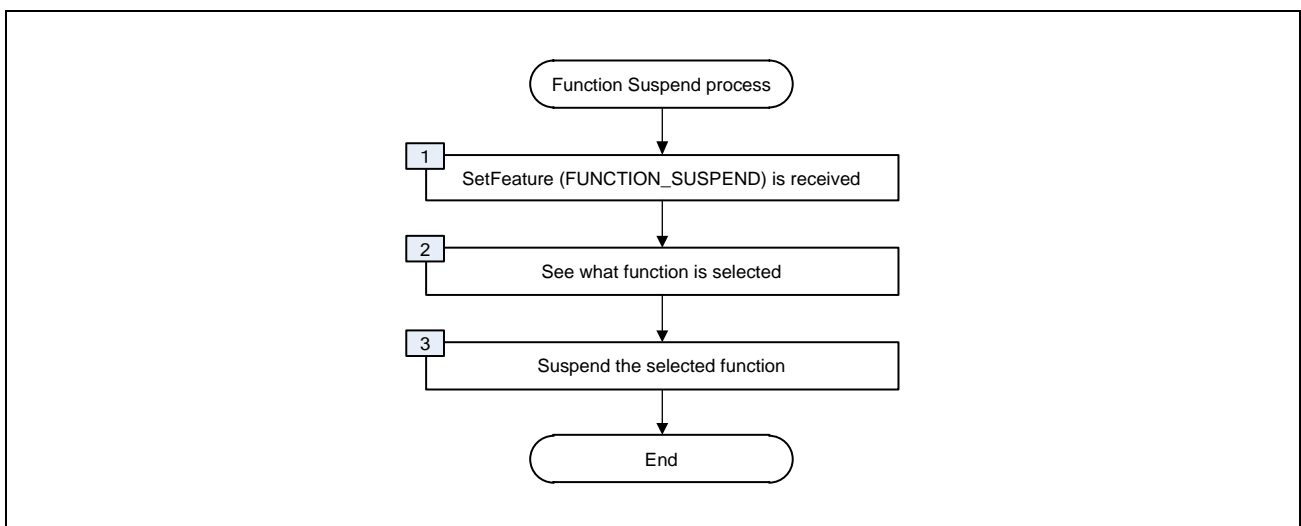 Function Suspend process
1
SetFeature (FUNCTION_SUSPEND) is received
2
See what function is selected
3
Suspend the selected function
End